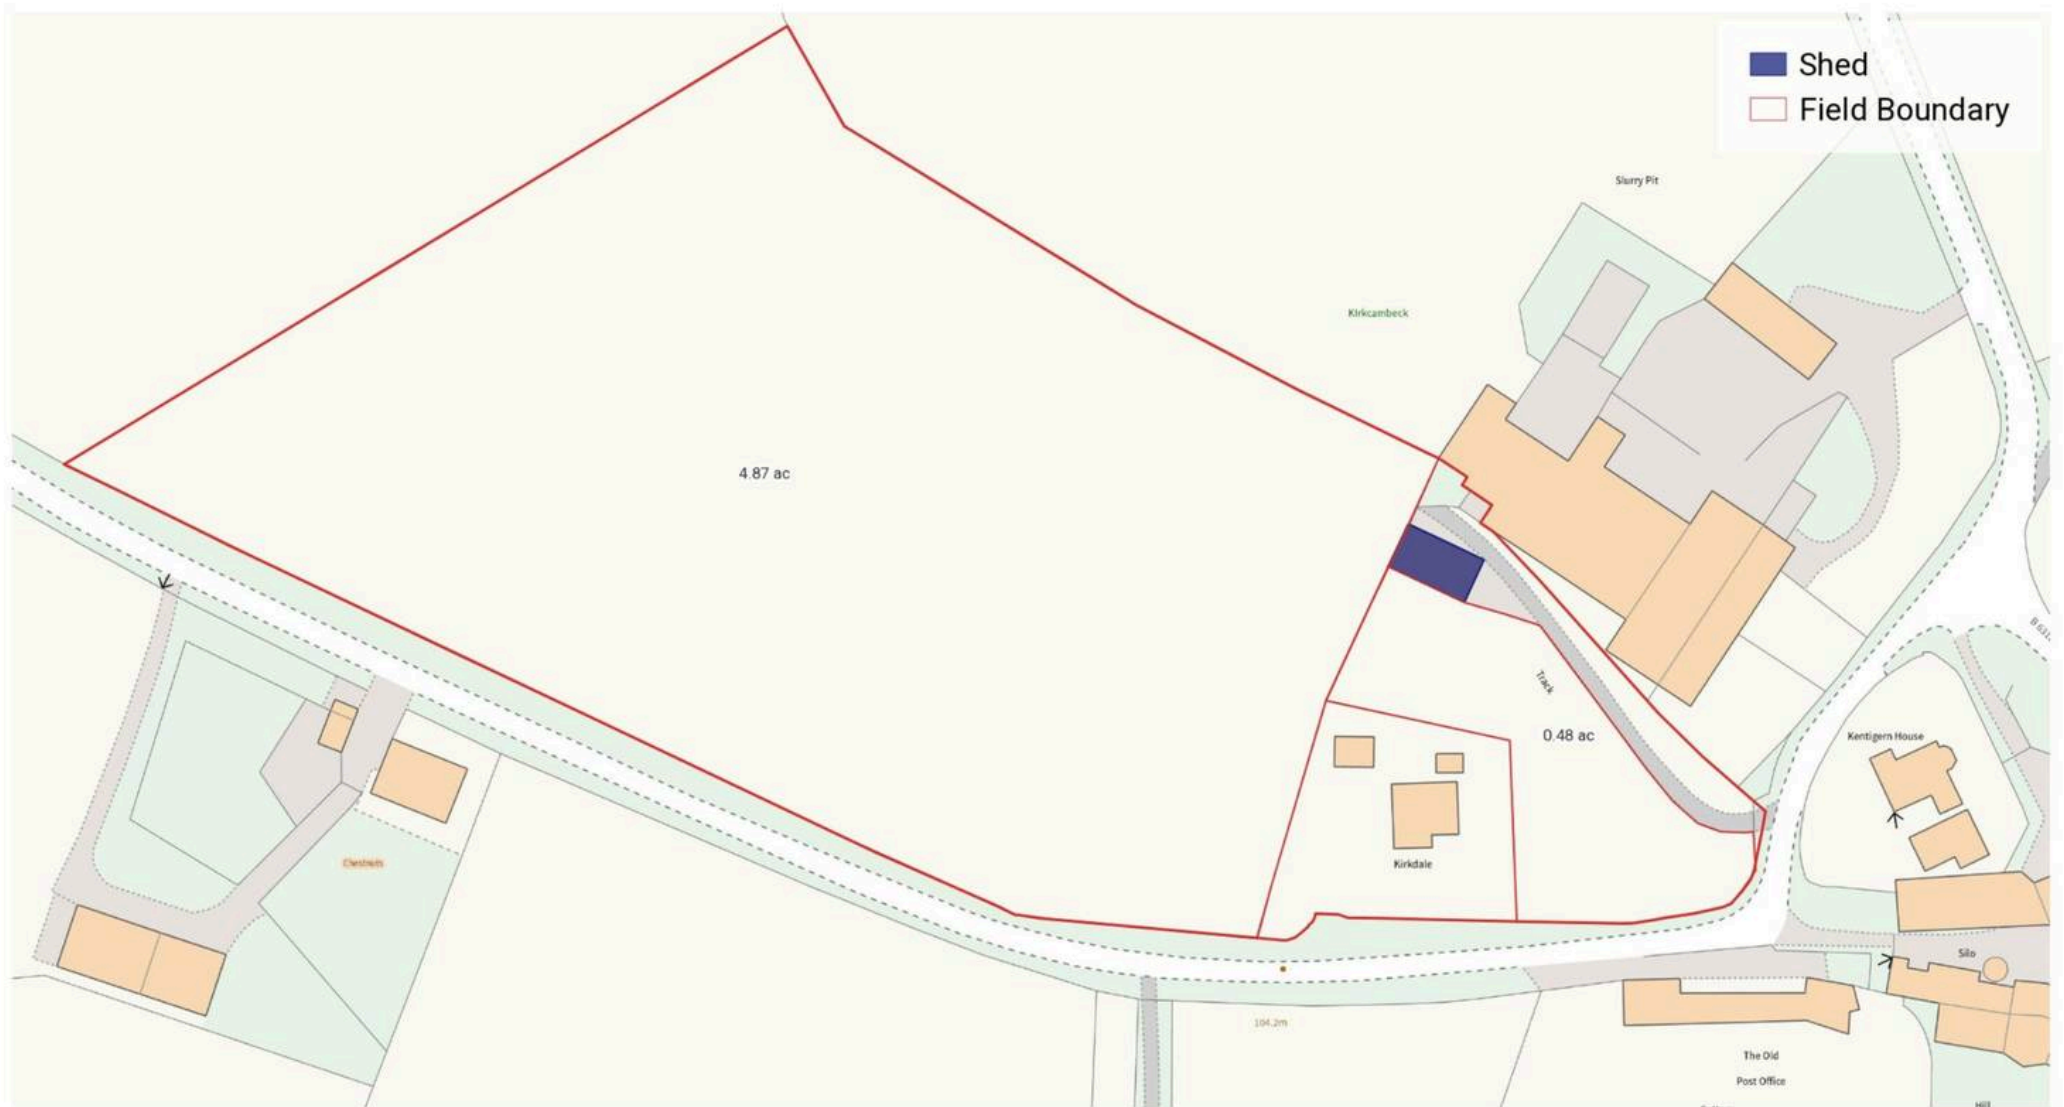 Shed
Field Boundary
Slurry Pit
Kirkcambeck
4.87 ac
Track
0.48 ac
Kentigern House
Kirkdale
Chestnuts
Silo
104.2m
The Old
Post Office